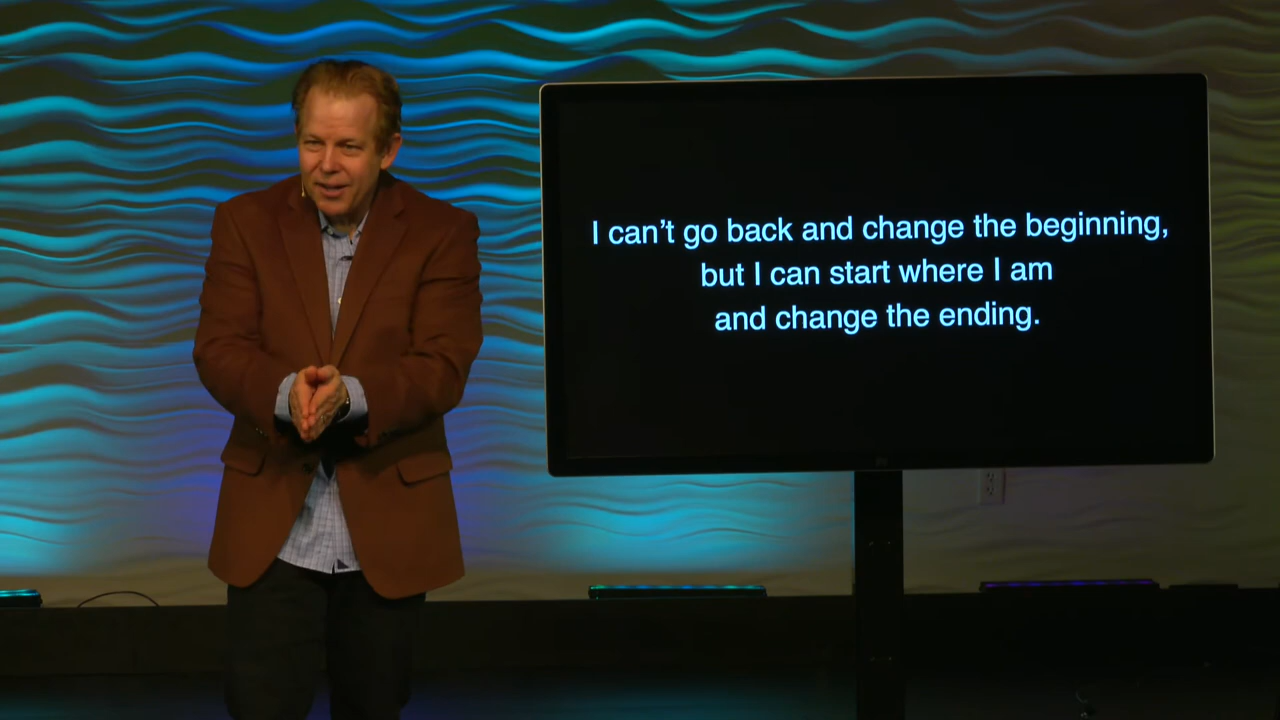 I can’t go back and change the beginning,
but I can start where I am
and change the ending.